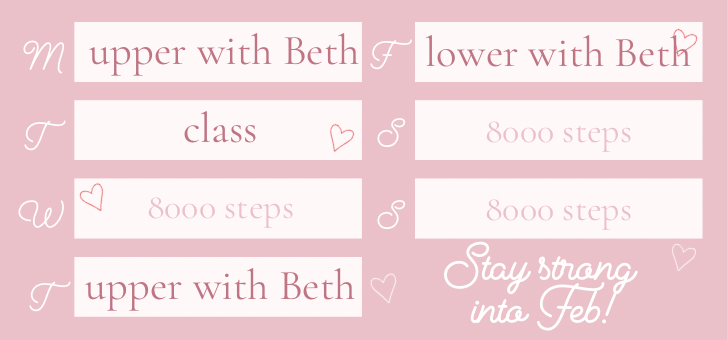 M upper with Beth
T class
W 8000 steps
T upper with Beth
F lower with Beth
S 8000 steps
S 8000 steps
Stay strong
into Feb!